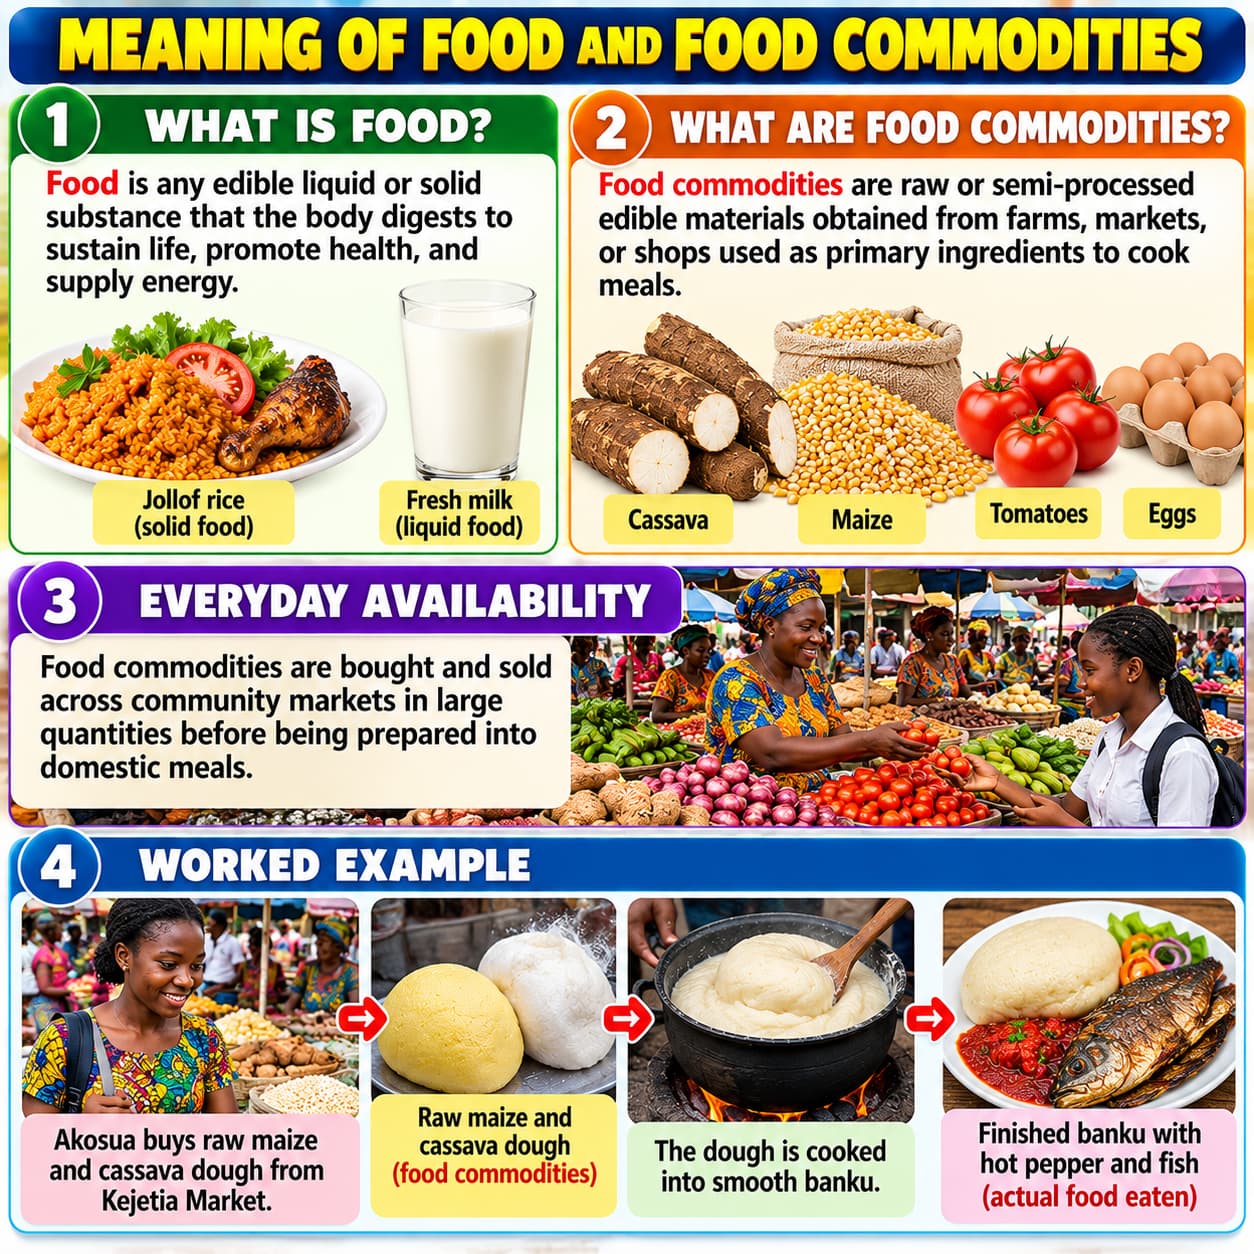 MEANING OF FOOD AND FOOD COMMODITIES
1
WHAT IS FOOD?
Food is any edible liquid or solid
substance that the body digests to
sustain life, promote health, and
supply energy.
Jollof rice
(solid food)
Fresh milk
(liquid food)
2
WHAT ARE FOOD COMMODITIES?
Food commodities are raw or semi-processed
edible materials obtained from farms, markets,
or shops used as primary ingredients to cook
meals.
Cassava
Maize
Tomatoes
Eggs
3
EVERYDAY AVAILABILITY
Food commodities are bought and sold
across community markets in large
quantities before being prepared into
domestic meals.
4
WORKED EXAMPLE
Akosua buys raw maize
and cassava dough from
Kejetia Market.
Raw maize and
cassava dough
(food commodities)
The dough is cooked
into smooth banku.
Finished banku with
hot pepper and fish
(actual food eaten)